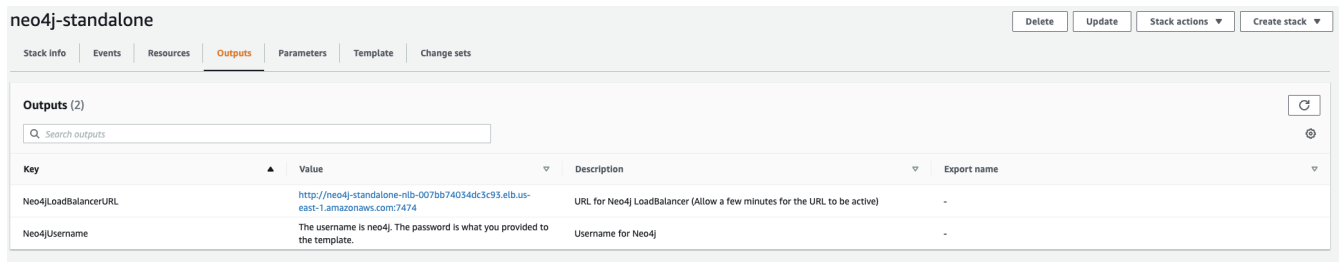 neo4j-standalone
Delete
Update
Stack actions
Create stack
Stack info
Events
Resources
Outputs
Parameters
Template
Change sets
Outputs (2)
Search outputs
Key
Value
Description
Export name
Neo4jLoadBalancerURL
http://neo4j-standalone-nlb-007bb74034dc3c93.elb.us-
east-1.amazonaws.com:7474
URL for Neo4j LoadBalancer (Allow a few minutes for the URL to be active)
-
Neo4jUsername
The username is neo4j. The password is what you provided to
the template.
Username for Neo4j
-